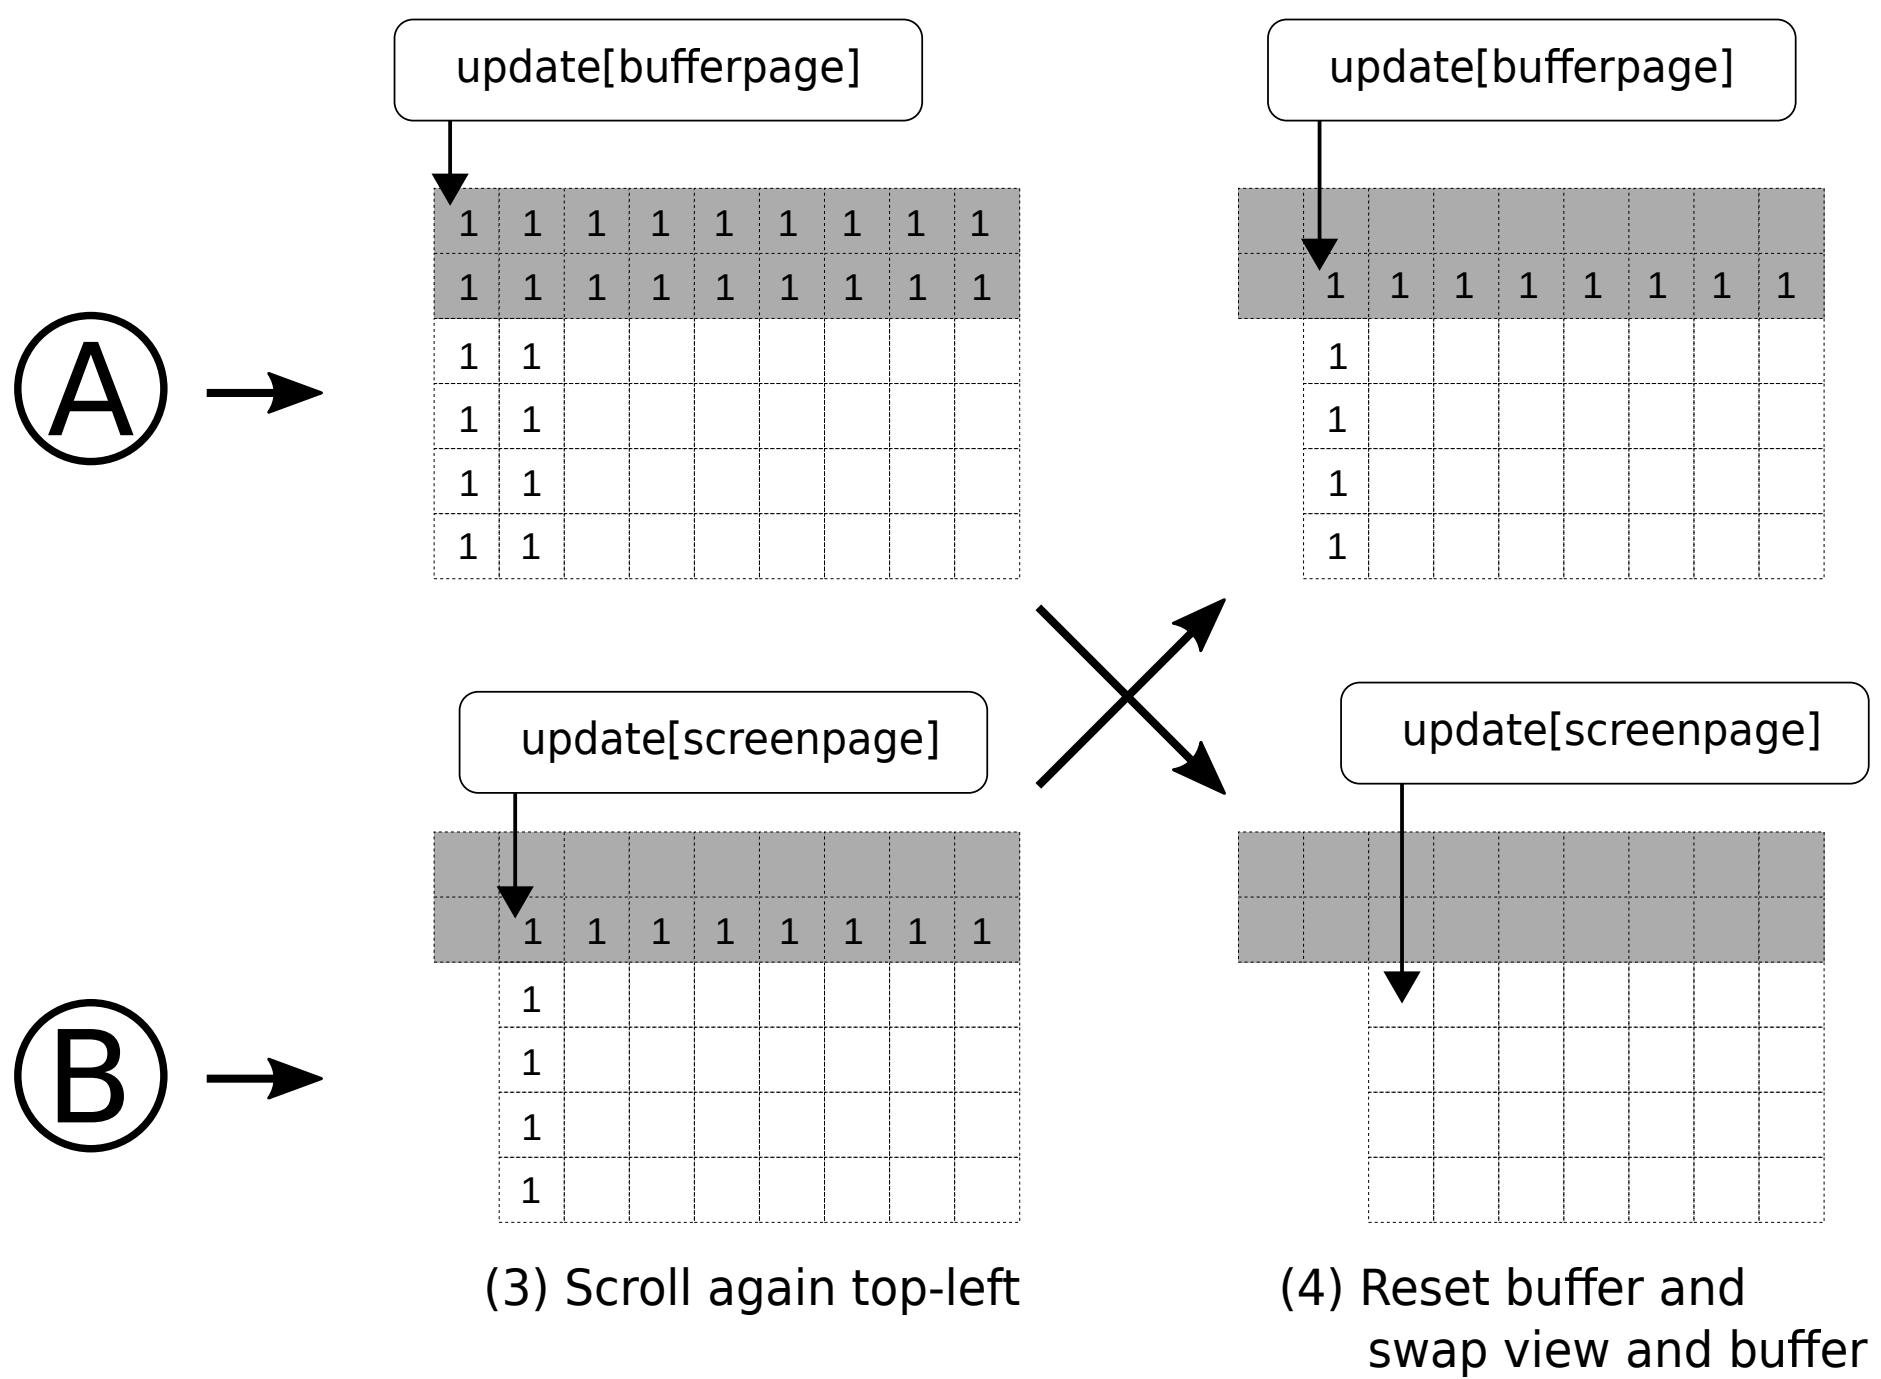 update[bufferpage]
update[bufferpage]
1 1 1 1 1 1 1 1 1
1 1 1 1 1 1 1 1 1
1 1 1 1 1 1 1 1
1 1
1
A
1 1
1
1 1
1
1 1
1
update[screenpage]
update[screenpage]
1 1 1 1 1 1 1 1
1
B
1
1
1
(3) Scroll again top-left
(4) Reset buffer and
swap view and buffer